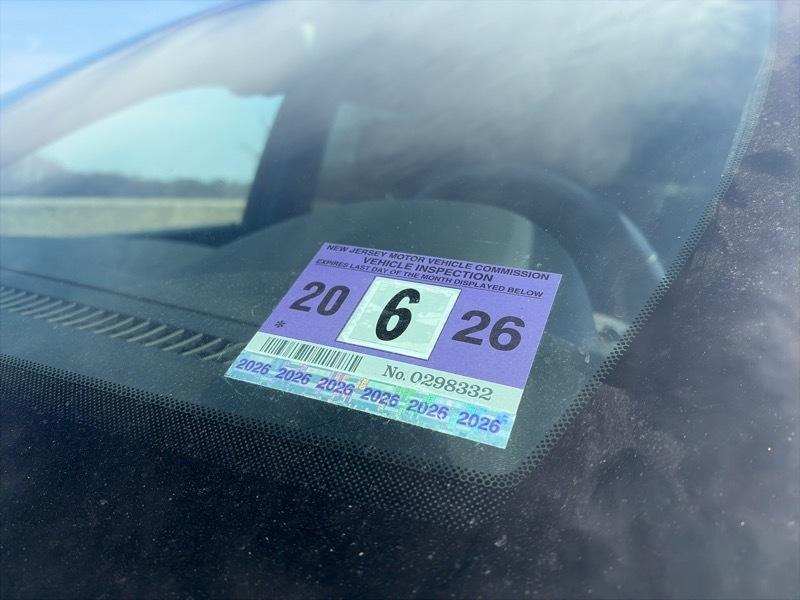 NEW JERSEY MOTOR VEHICLE COMMISSION
VEHICLE INSPECTION
EXPIRES LAST DAY OF THE MONTH DISPLAYED BELOW
20 6 26
*
No. 0298332
2026 2026 2026 2026 2026 2026